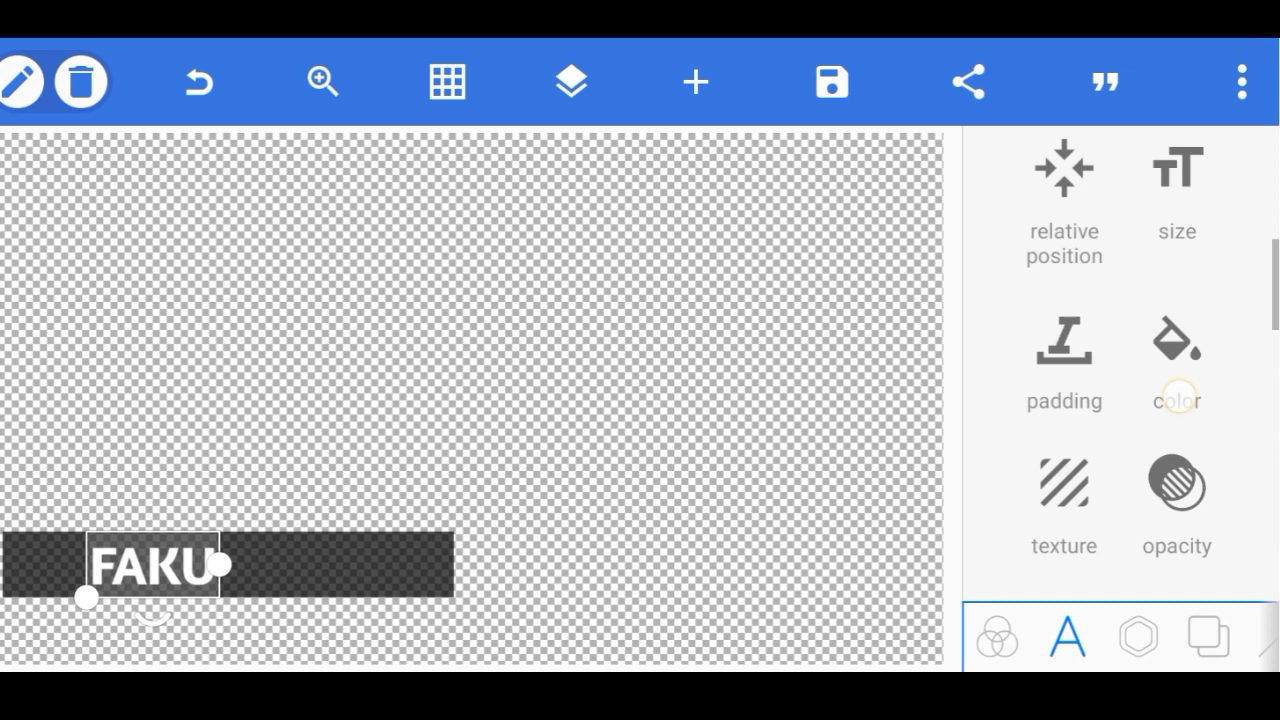 relative
position
size
padding
color
texture
opacity
FAKU